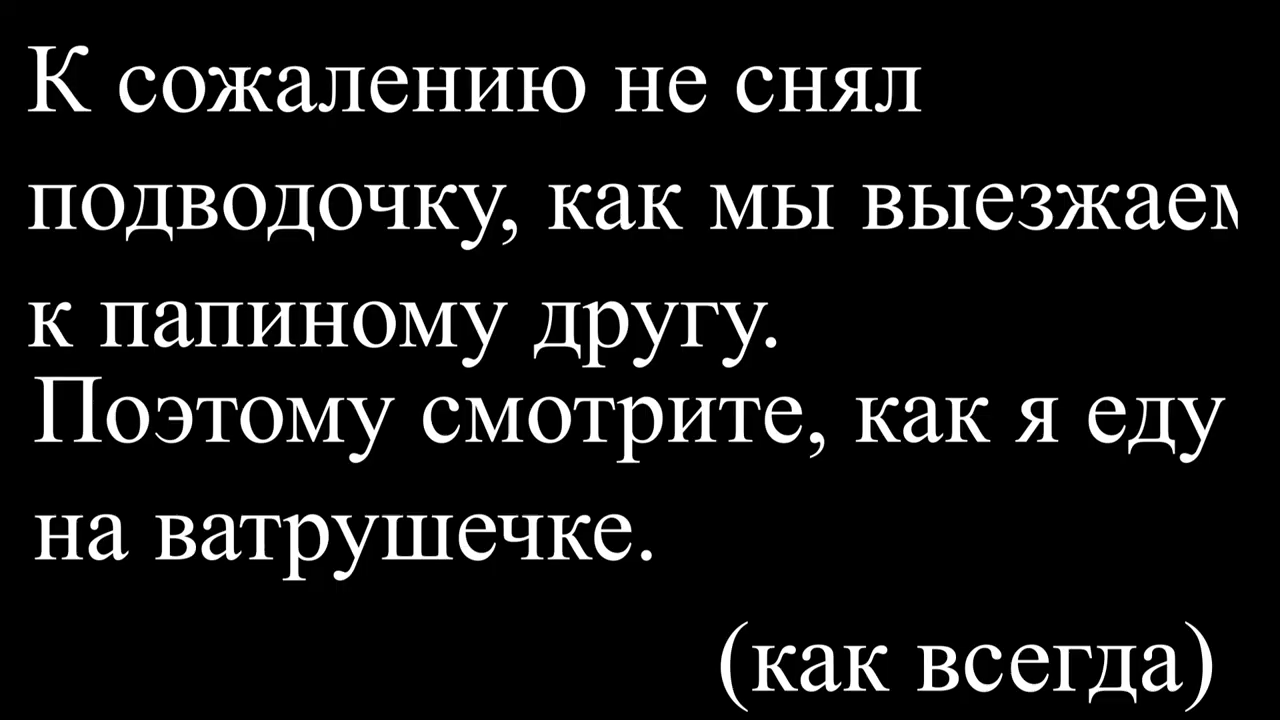 К сожалению не снял
подводочку, как мы выезжаем
к папиному другу.
Поэтому смотрите, как я еду
на ватрушечке.
(как всегда)